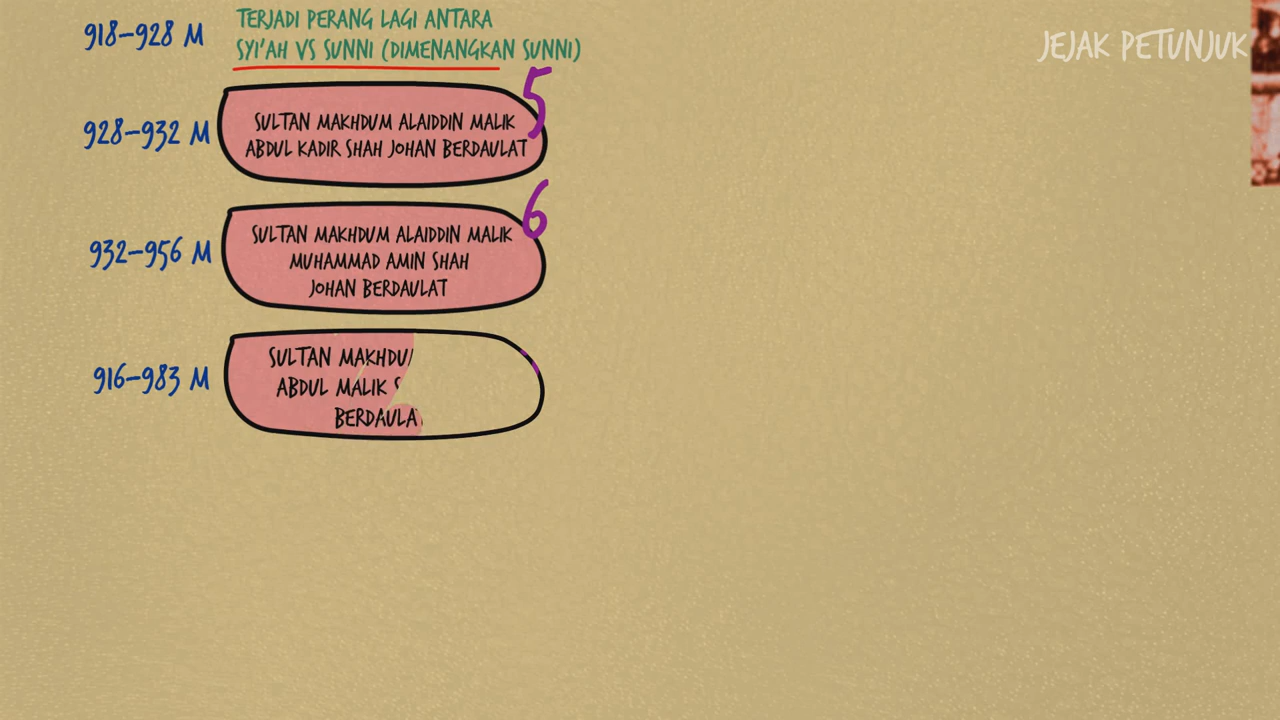 918–928 M
TERJADI PERANG LAGI ANTARA
SYI'AH VS SUNNI (DIMENANGKAN SUNNI)
JEJAK PETUNJUK
928–932 M
SULTAN MAKHDUM ALAIDDIN MALIK
ABDUL KADIR SHAH JOHAN BERDAULAT
5
932–956 M
SULTAN MAKHDUM ALAIDDIN MALIK
MUHAMMAD AMIN SHAH
JOHAN BERDAULAT
6
916–983 M
SULTAN
ABDUL MALIK